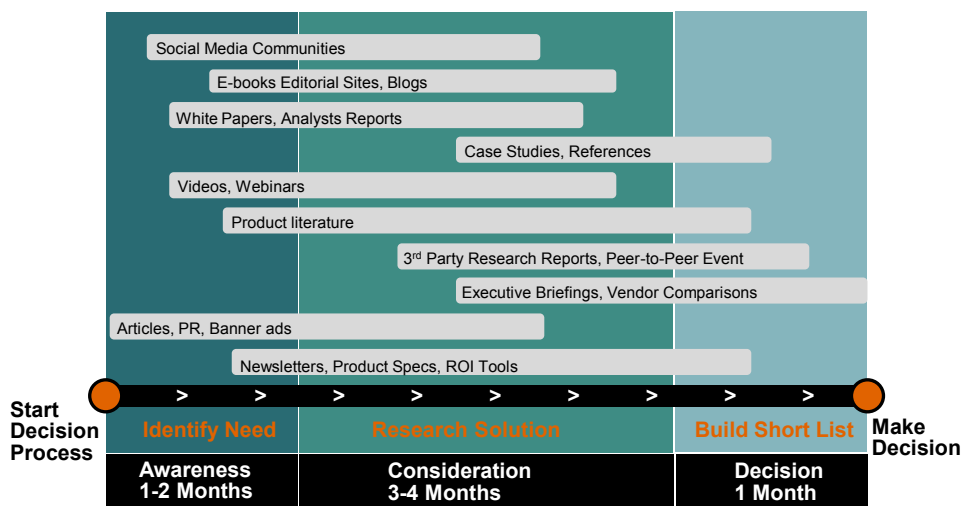 Social Media Communities
E-books Editorial Sites, Blogs
White Papers, Analysts Reports
Case Studies, References
Videos, Webinars
Product literature
3rd Party Research Reports, Peer-to-Peer Event
Executive Briefings, Vendor Comparisons
Articles, PR, Banner ads
Newsletters, Product Specs, ROI Tools
> > > > > > > > >
Start
Decision
Process
Identify Need
Research Solution
Build Short List
Make
Decision
Awareness
1-2 Months
Consideration
3-4 Months
Decision
1 Month